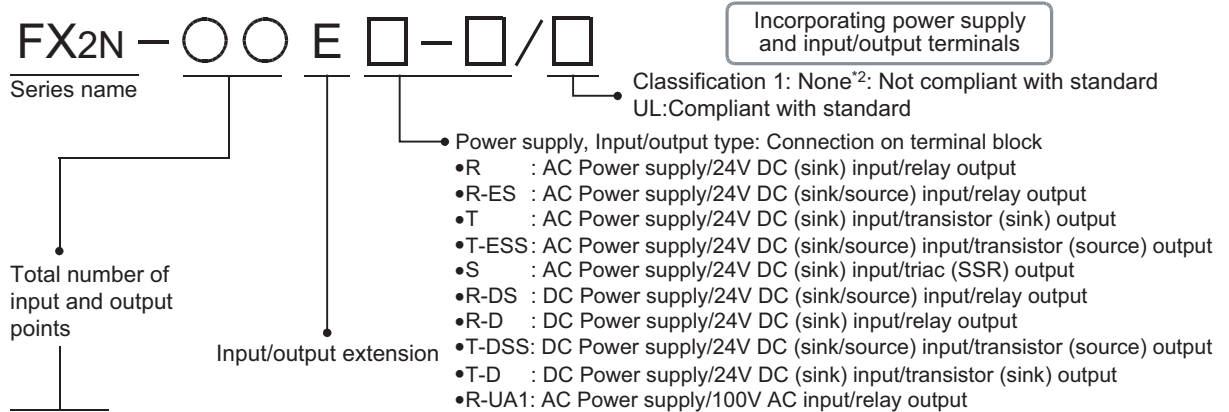 Incorporating power supply
and input/output terminals
FX2N – ○○ E □ – □ / □
Series name
Classification 1: None*2: Not compliant with standard
UL:Compliant with standard
Power supply, Input/output type: Connection on terminal block
•R : AC Power supply/24V DC (sink) input/relay output
•R-ES : AC Power supply/24V DC (sink/source) input/relay output
•T : AC Power supply/24V DC (sink) input/transistor (sink) output
•T-ESS: AC Power supply/24V DC (sink/source) input/transistor (source) output
•S : AC Power supply/24V DC (sink) input/triac (SSR) output
•R-DS : DC Power supply/24V DC (sink/source) input/relay output
•R-D : DC Power supply/24V DC (sink) input/relay output
•T-DSS: DC Power supply/24V DC (sink/source) input/transistor (source) output
•T-D : DC Power supply/24V DC (sink) input/transistor (sink) output
•R-UA1: AC Power supply/100V AC input/relay output
Total number of
input and output
points
Input/output extension